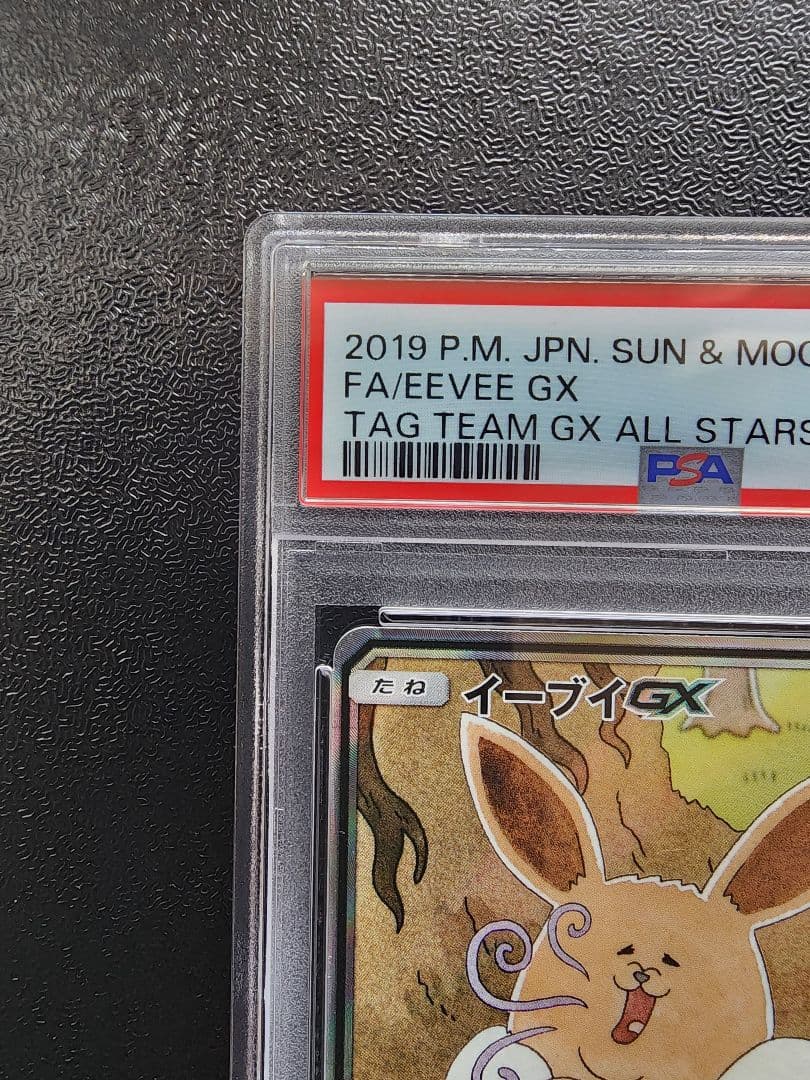 2019 P.M. JPN. SUN & MOO
FA/EEVEE GX
TAG TEAM GX ALL STARS
PSA
たね イーブイGX